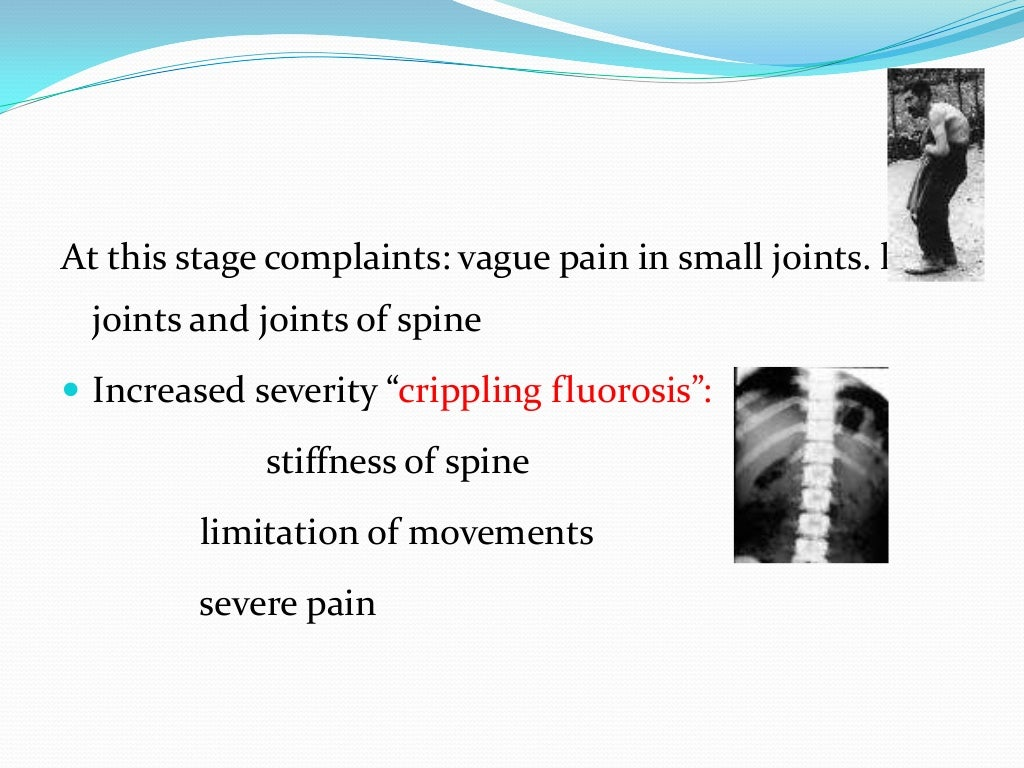 At this stage complaints: vague pain in small joints.
joints and joints of spine
Increased severity “crippling fluorosis”:
stiffness of spine
limitation of movements
severe pain